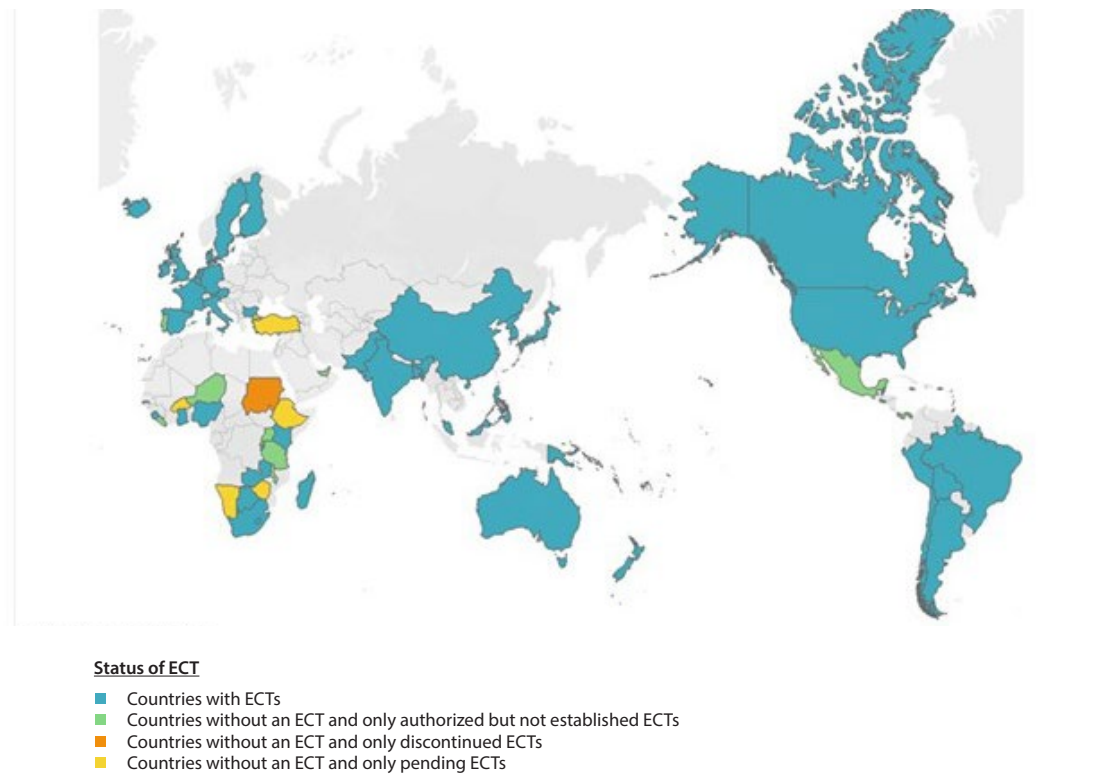 Status of ECT
Countries with ECTs
Countries without an ECT and only authorized but not established ECTs
Countries without an ECT and only discontinued ECTs
Countries without an ECT and only pending ECTs